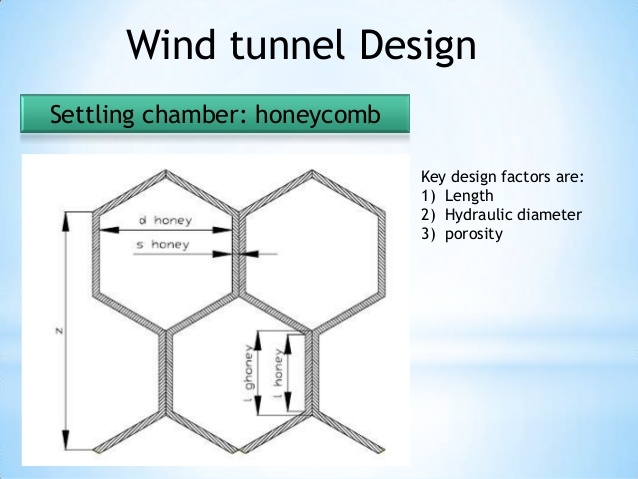 Wind tunnel Design
Settling chamber: honeycomb
Key design factors are:
1) Length
2) Hydraulic diameter
3) porosity
d honey
s honey
z
l ghoney
l honey